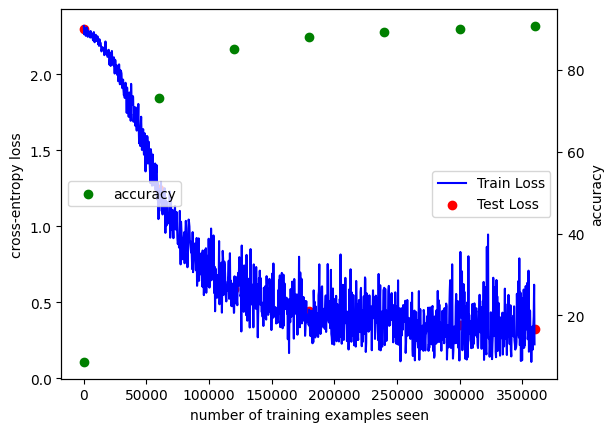 2.0
1.5
1.0
0.5
0.0
cross-entropy loss
accuracy
Train Loss
Test Loss
80
60
40
20
accuracy
0
50000
100000
150000
200000
250000
300000
350000
number of training examples seen